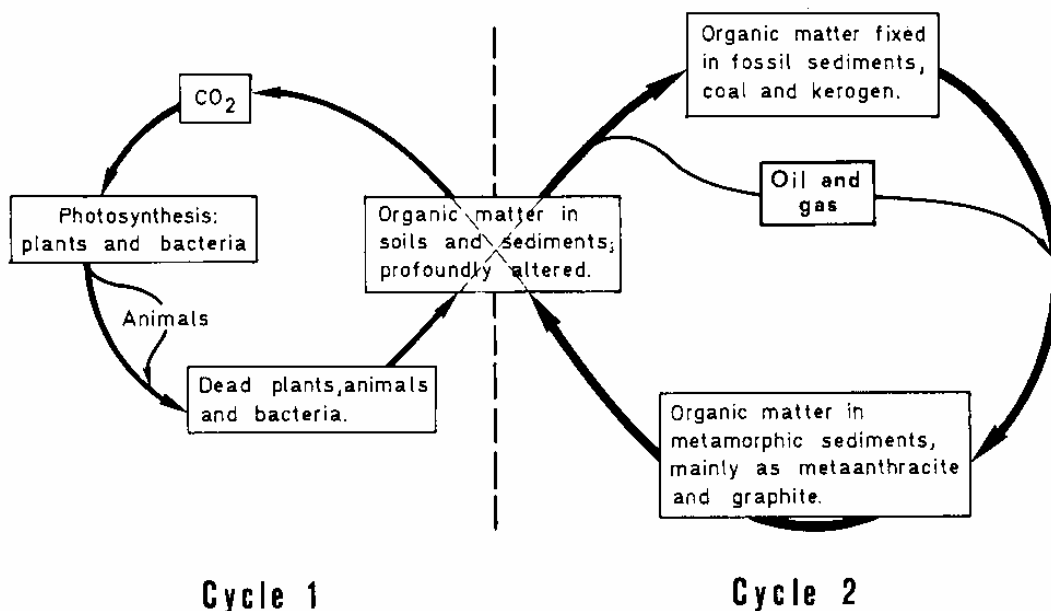 CO2
Photosynthesis:
plants and bacteria
Animals
Dead plants, animals
and bacteria.
Organic matter in
soils and sediments;
profoundly altered.
Organic matter fixed
in fossil sediments,
coal and kerogen.
Oil and
gas
Organic matter in
metamorphic sediments,
mainly as metaanthracite
and graphite.
Cycle 1
Cycle 2